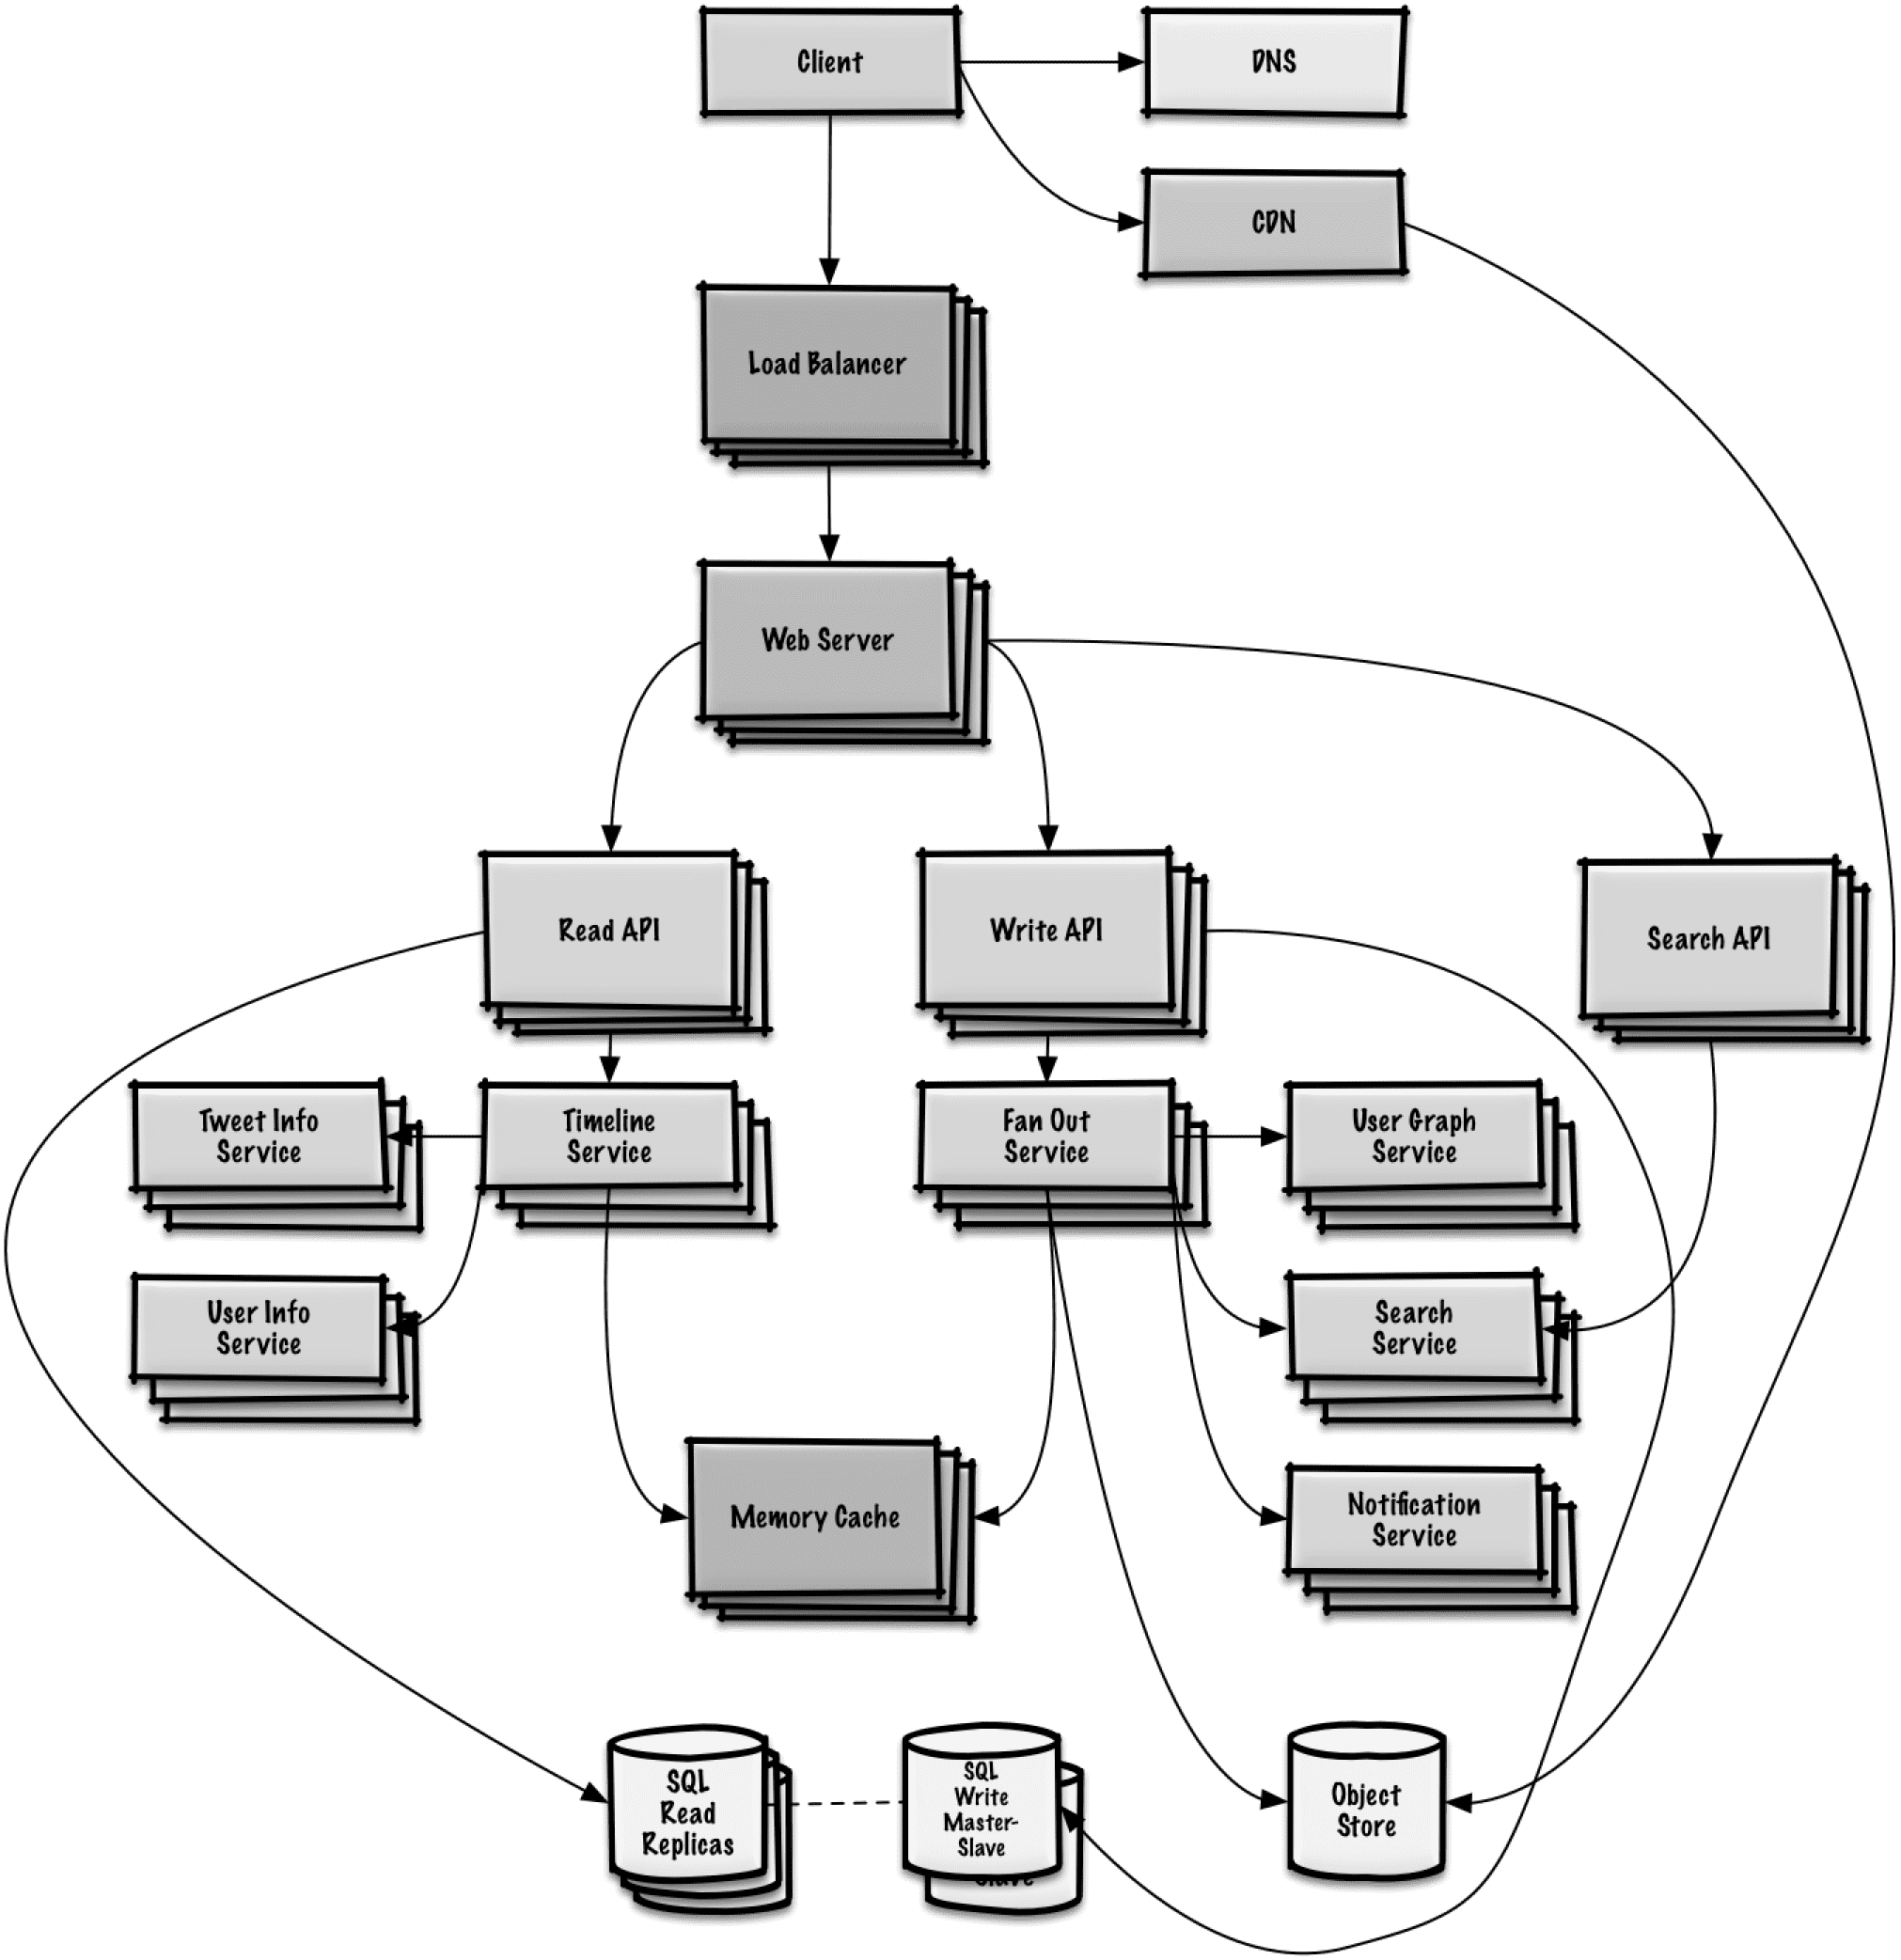 Client
DNS
CDN
Load Balancer
Web Server
Read API
Write API
Search API
Tweet Info
Service
Timeline
Service
Fan Out
Service
User Graph
Service
User Info
Service
Search
Service
Memory Cache
Notification
Service
SQL
Read
Replicas
SQL
Write
Master-
Slave
Slave
Object
Store